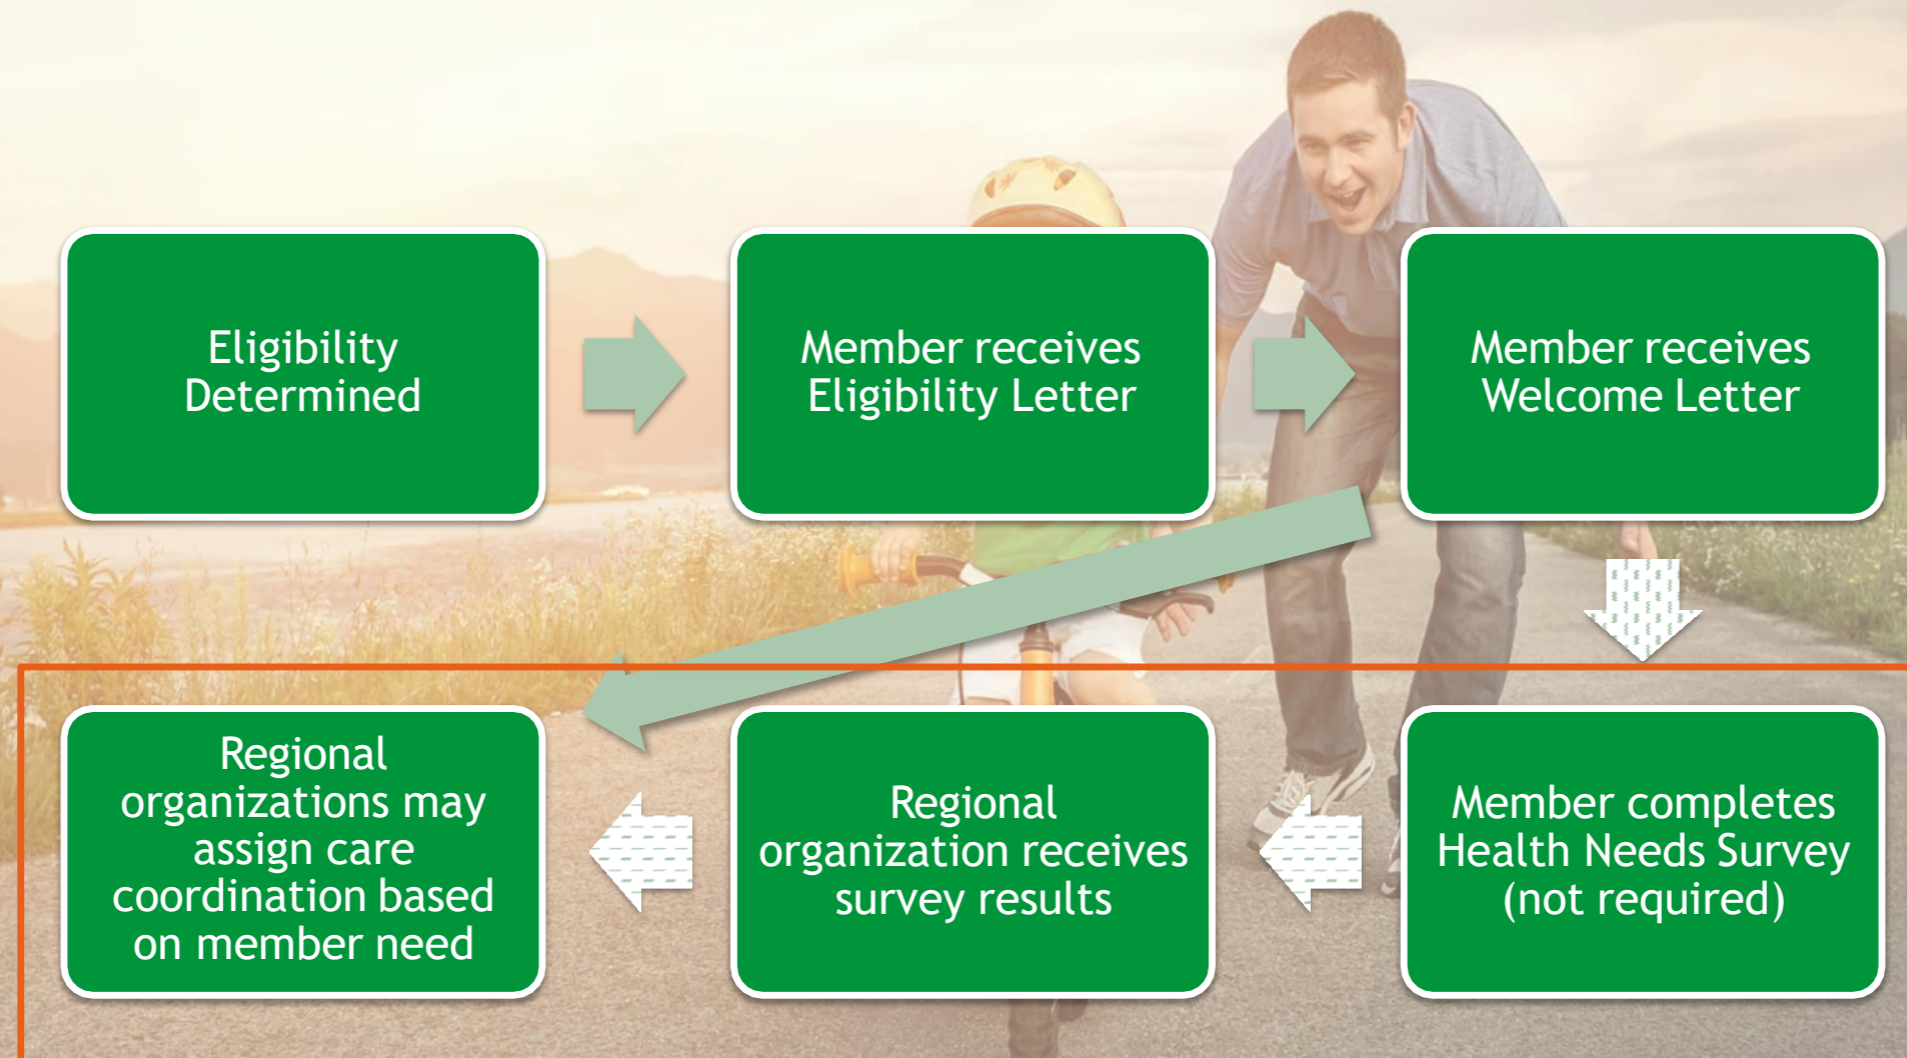 Eligibility
Determined
Member receives
Eligibility Letter
Member receives
Welcome Letter
Member completes
Health Needs Survey
(not required)
Regional
organization receives
survey results
Regional
organizations may
assign care
coordination based
on member need